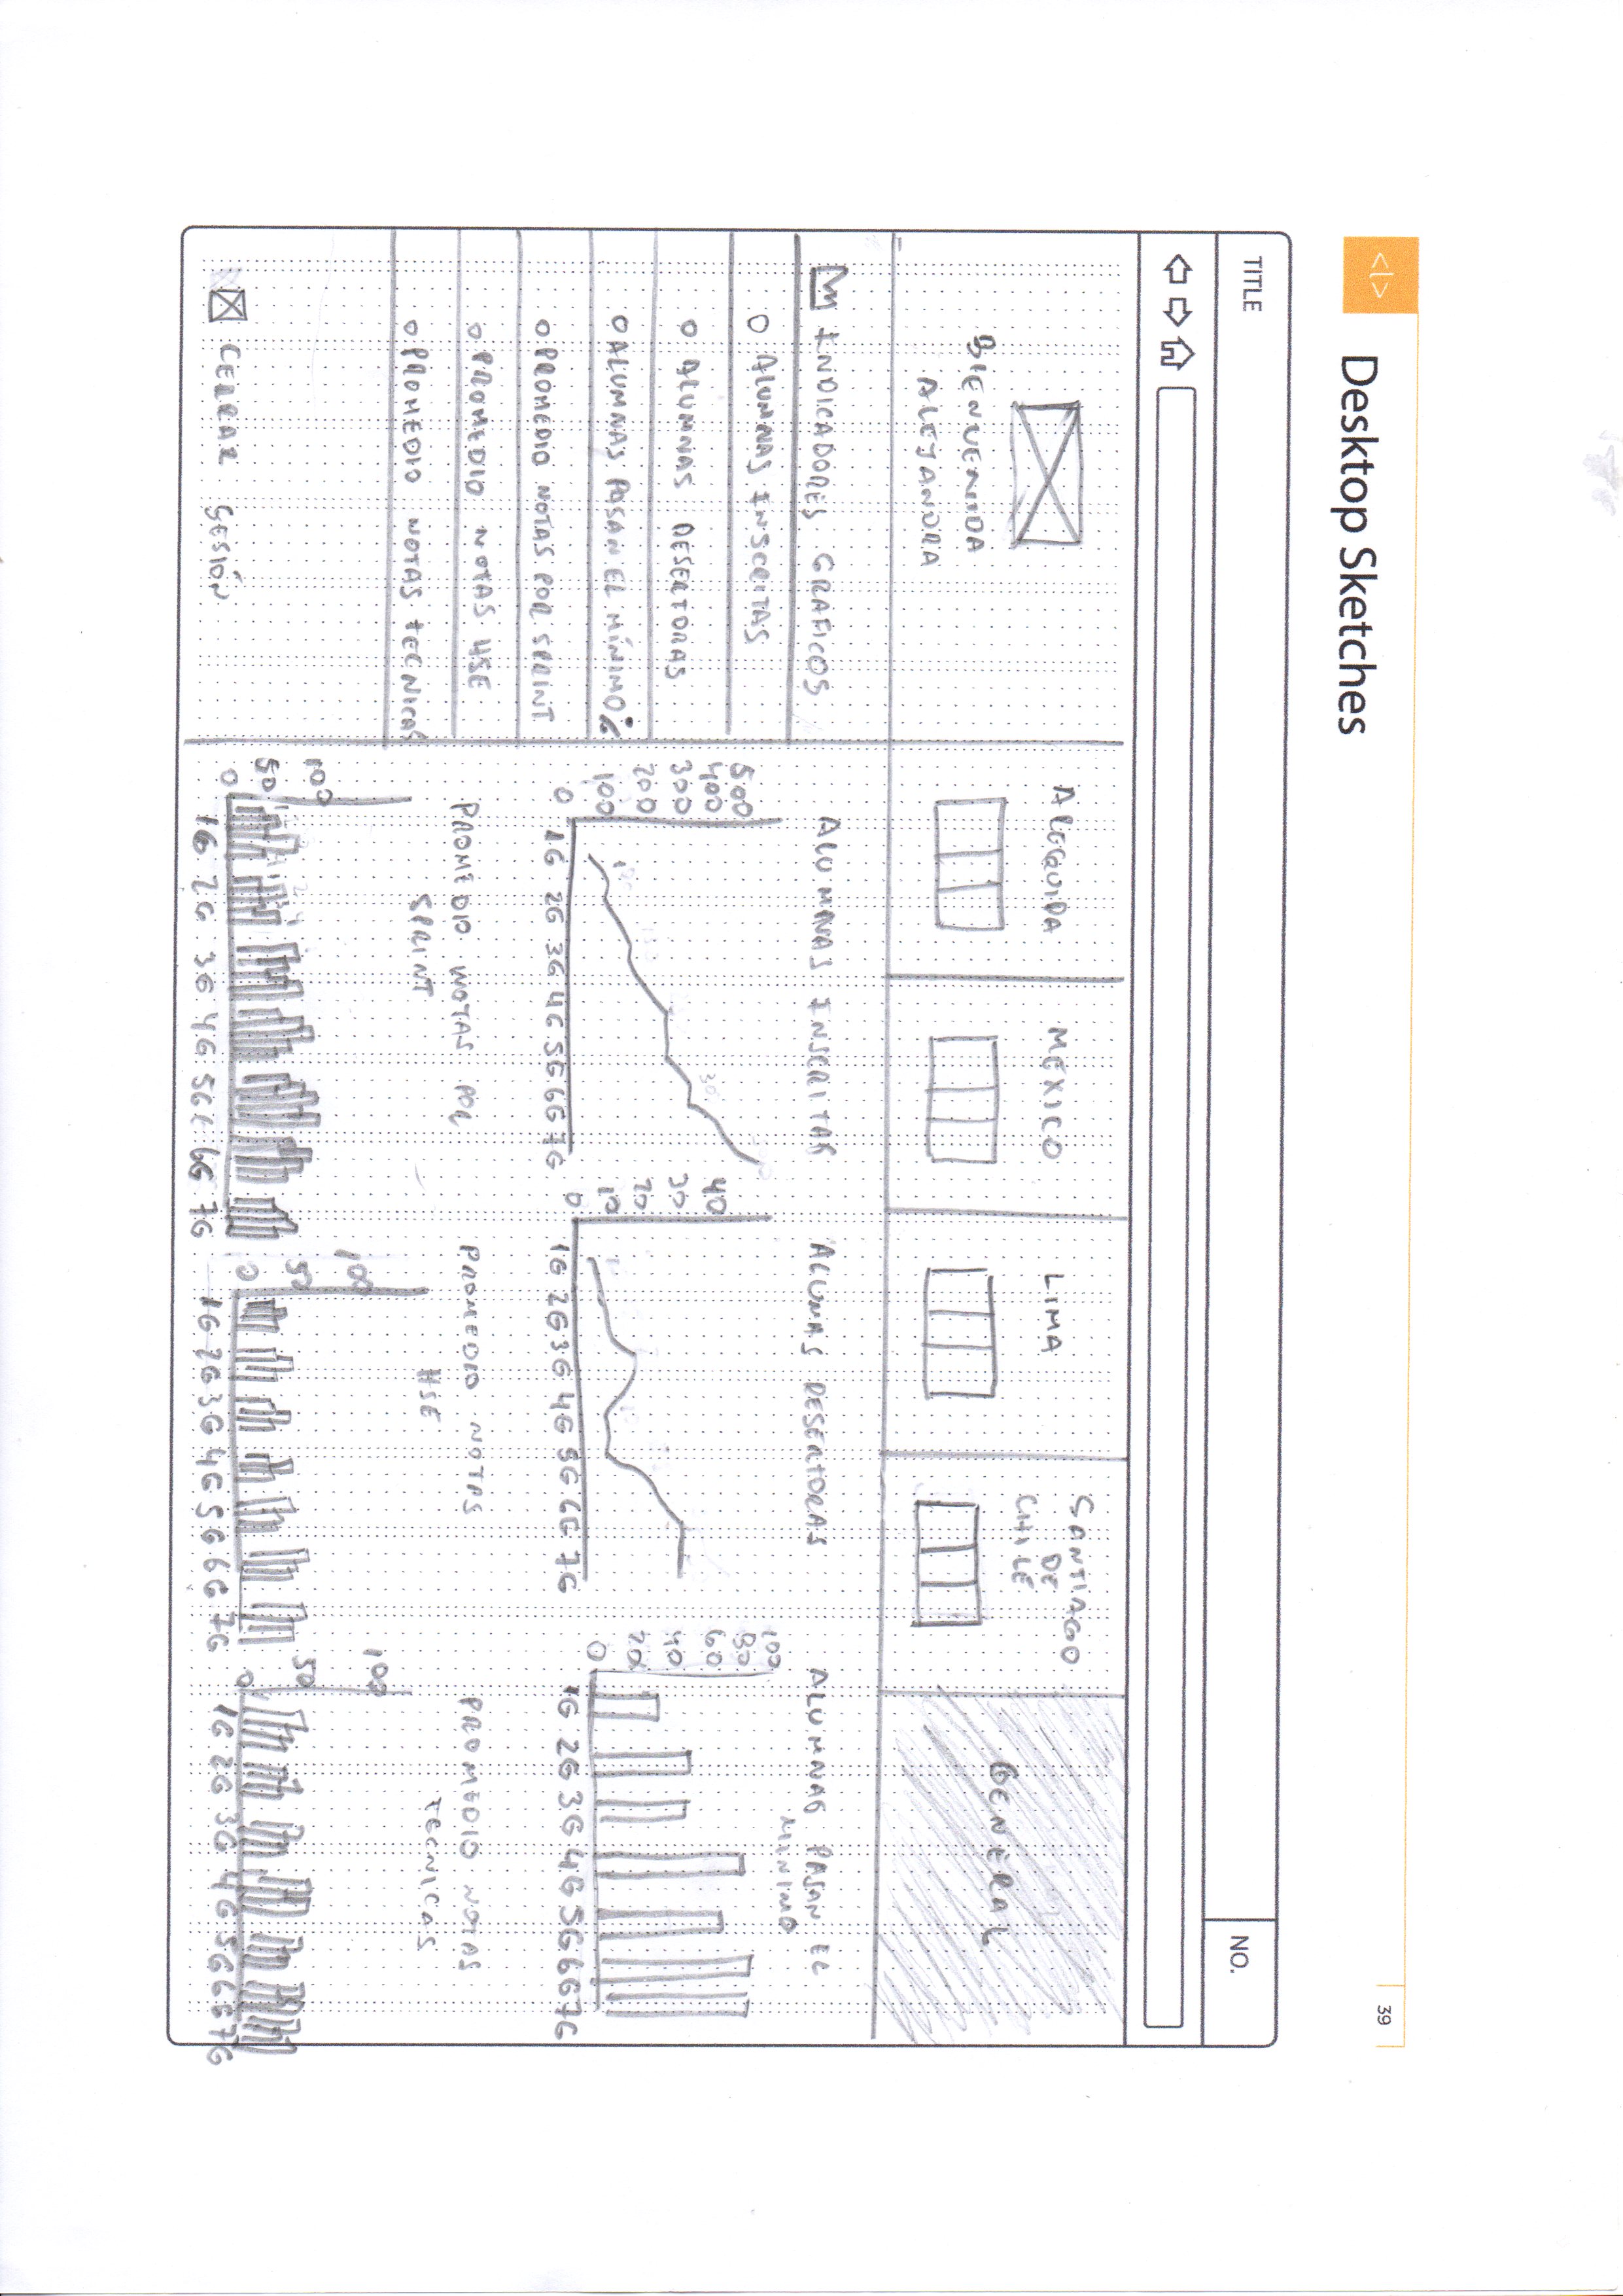 <|>
Desktop Sketches
39
TITLE
NO.
BIENVENIDA
ALEJANDRA
INDICADORES GRAFICOS
ALUMNAS INSCRITAS
ALUMNAS DESERTORAS
ALUMNAS PASAN EL MÍNIMO
PROMEDIO NOTAS POR SPRINT
PROMEDIO NOTAS HSE
PROMEDIO NOTAS TECNICAS
CERRAR SESIÓN
AREQUIPA
MEXICO
LIMA
SANTIAGO
DE
CHILE
GENERAL
ALUMNAS INSCRITAS
500
400
300
200
100
0
1G 2G 3G 4G 5G 6G 7G
ALUMAS DESERTORAS
40
30
20
10
0
1G 2G 3G 4G 5G 6G 7G
ALUMNAS PASAN EL
MINIMO
100
80
60
40
20
0
1G 2G 3G 4G 5G 6G 7G
PROMEDIO NOTAS POR
SPRINT
100
50
0
1G 2G 3G 4G 5G 6G 7G
PROMEDIO NOTAS
HSE
100
50
0
1G 2G 3G 4G 5G 6G 7G
PROMEDIO NOTAS
TECNICAS
100
50
0
1G 2G 3G 4G 5G 6G 7G